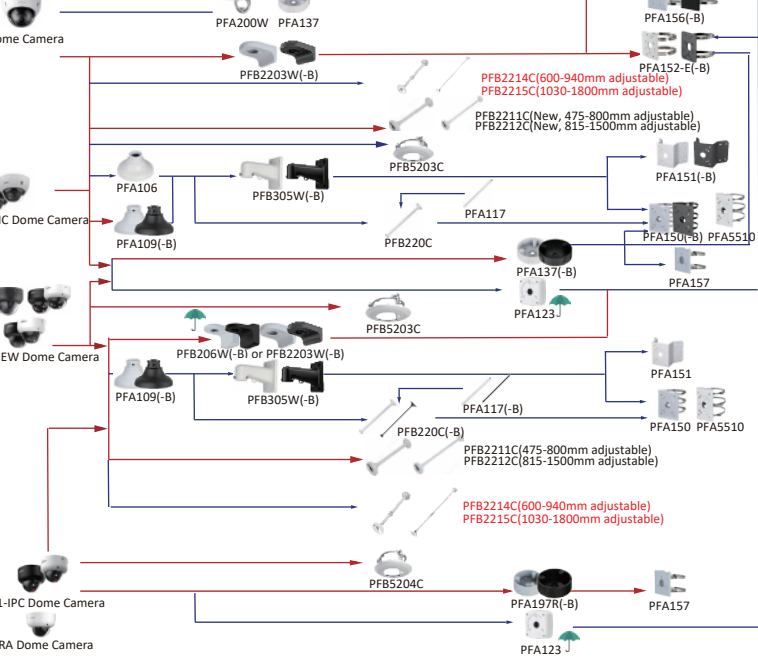 PFA200W PFA137
ome Camera
PFA156(-B)
PFB2203W(-B)
PFA152-E(-B)
PFB2214C(600-940mm adjustable)
PFB2215C(1030-1800mm adjustable)
PFB2211C(New, 475-800mm adjustable)
PFB2212C(New, 815-1500mm adjustable)
PFB5203C
PFA106
PFB305W(-B)
PFA151(-B)
C Dome Camera
PFA109(-B)
PFA117
PFB220C
PFA150(-B) PFA5510
PFA137(-B)
PFA157
PFA123
PFB5203C
EW Dome Camera
PFB206W(-B) or PFB2203W(-B)
PFA151
PFA109(-B)
PFB305W(-B)
PFA117(-B)
PFB220C(-B)
PFA150 PFA5510
PFB2211C(475-800mm adjustable)
PFB2212C(815-1500mm adjustable)
PFB2214C(600-940mm adjustable)
PFB2215C(1030-1800mm adjustable)
PFB5204C
1-IPC Dome Camera
PFA197R(-B)
PFA157
RA Dome Camera
PFA123